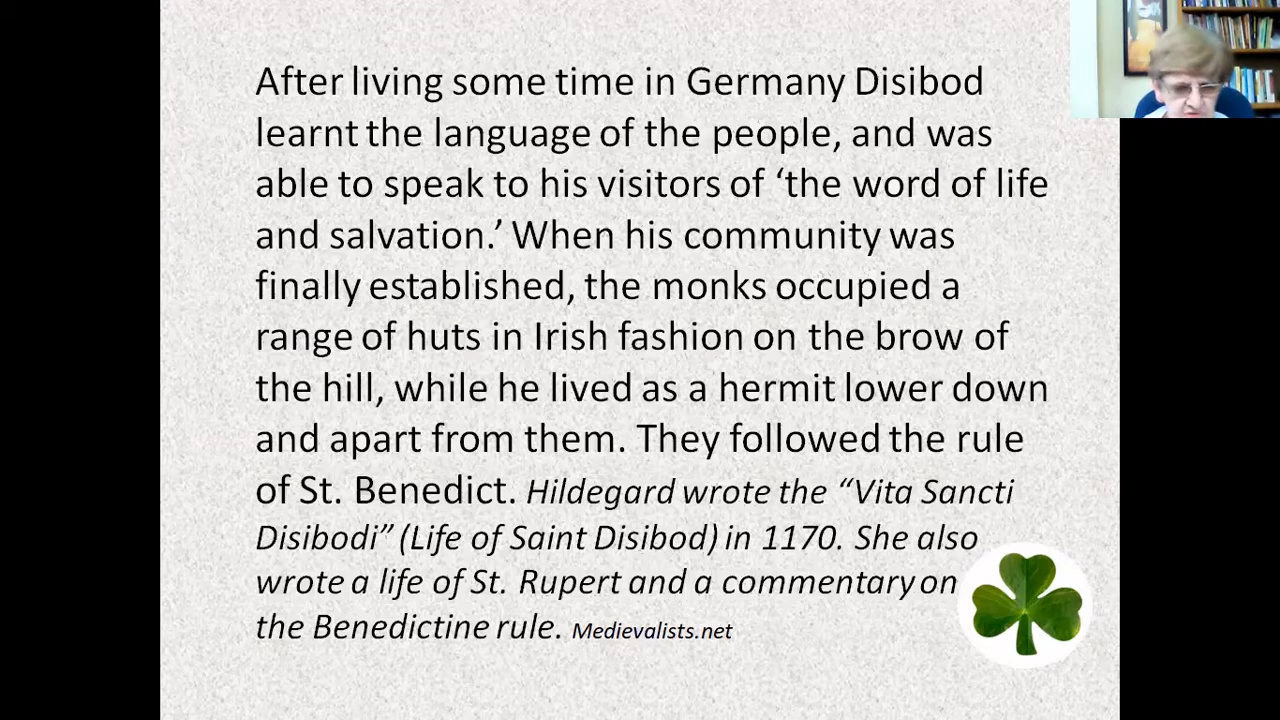 After living some time in Germany Disibod
learnt the language of the people, and was
able to speak to his visitors of ‘the word of life
and salvation.’ When his community was
finally established, the monks occupied a
range of huts in Irish fashion on the brow of
the hill, while he lived as a hermit lower down
and apart from them. They followed the rule
of St. Benedict. Hildegard wrote the “Vita Sancti
Disibodi” (Life of Saint Disibod) in 1170. She also
wrote a life of St. Rupert and a commentary on
the Benedictine rule. Medievalists.net